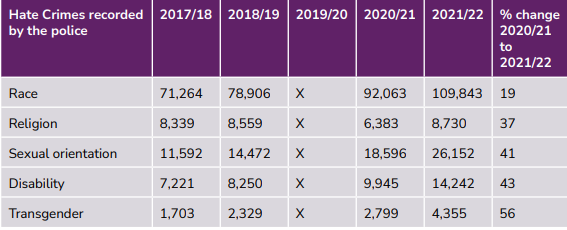 Hate Crimes recorded 2017/18 2018/19 2019/20 2020/21 2021/22 % change
by the police 2020/21
to
2021/22
Race 71,264 78,906 X 92,063 109,843 19
Religion 8,339 8,559 X 6,383 8,730 37
Sexual orientation 11,592 14,472 X 18,596 26,152 41
Disability 7,221 8,250 X 9,945 14,242 43
Transgender 1,703 2,329 X 2,799 4,355 56